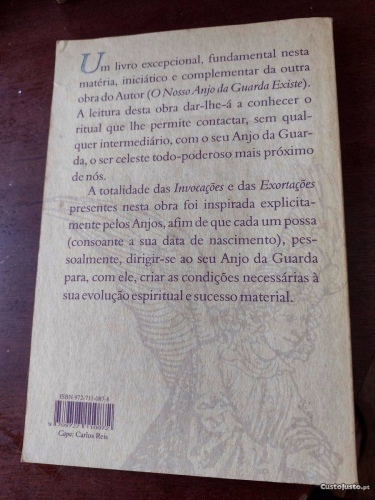 Um livro excepcional, fundamental nesta
matéria, iniciático e complementar da outra
obra do Autor (O Nosso Anjo da Guarda Existe).
A leitura desta obra dar-lhe-á a conhecer o
ritual que lhe permite contactar, sem qual-
quer intermediário, com o seu Anjo da Guar-
da, o ser celeste todo-poderoso mais próximo
de nós.
A totalidade das Invocações e das Exortações
presentes nesta obra foi inspirada explicita-
mente pelos Anjos, afim de que cada um possa
(consoante a sua data de nascimento), pes-
soalmente, dirigir-se ao seu Anjo da Guarda
para, com ele, criar as condições necessárias à
sua evolução espiritual e sucesso material.
ISBN 972-711-087-8
Capa: Carlos Reis
CustoJusto.pt